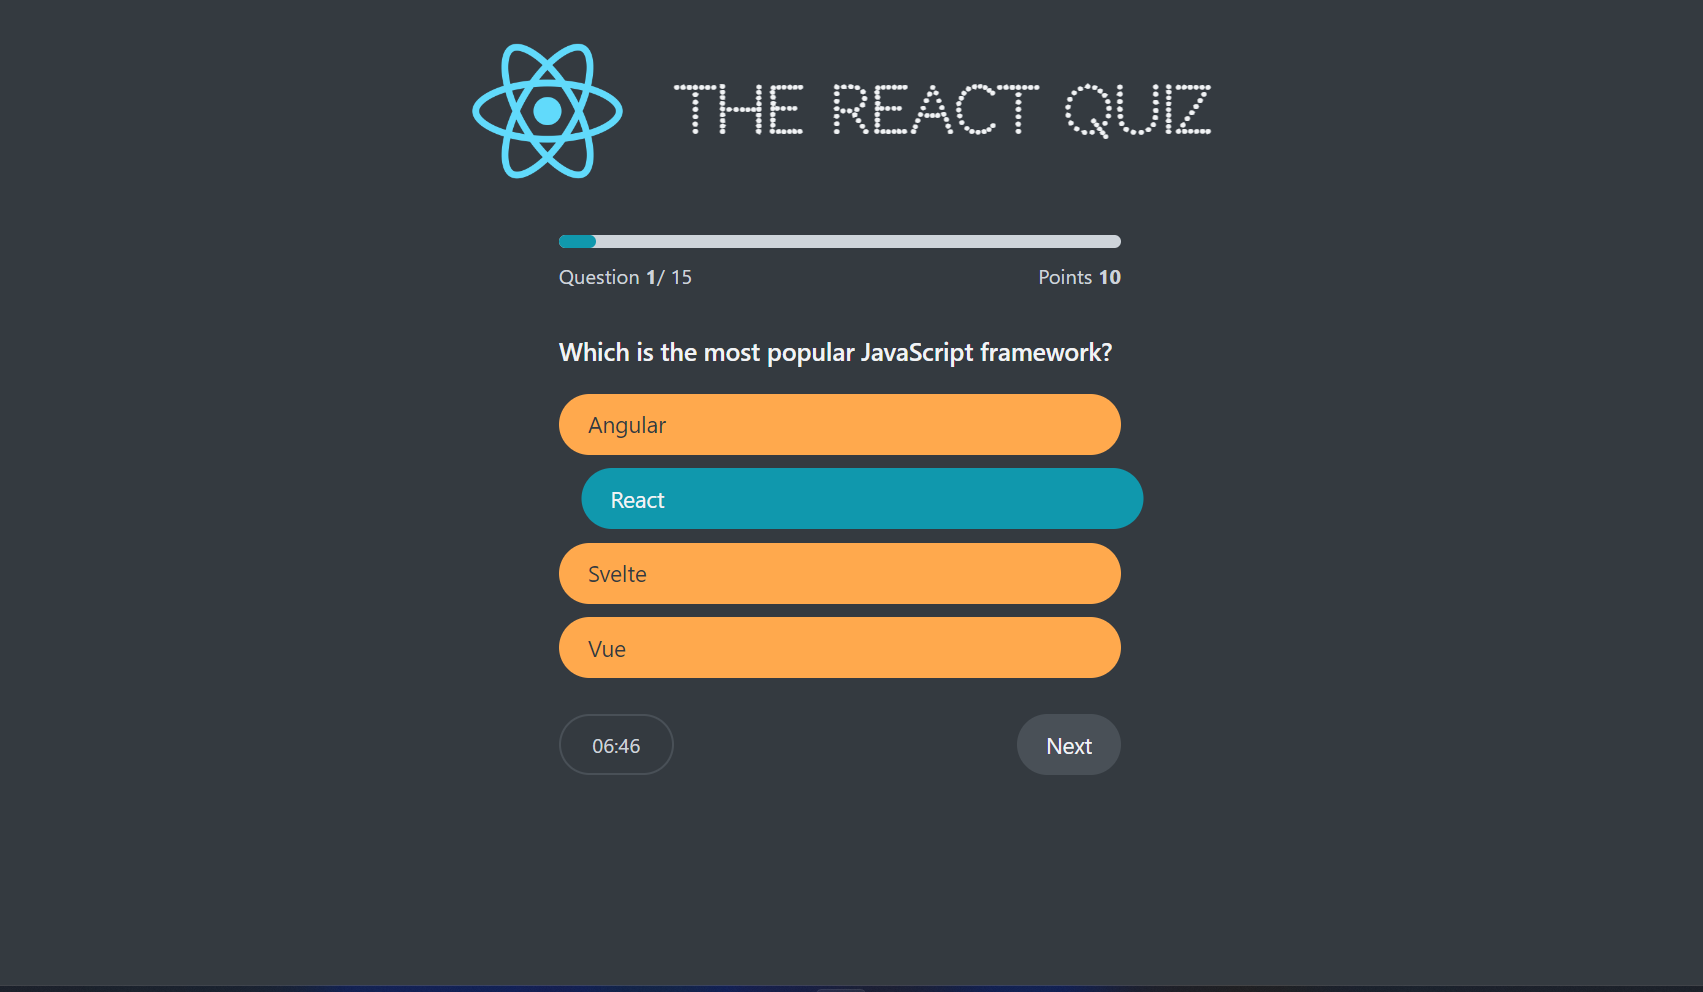 THE REACT QUIZ
Question 1/ 15
Points 10
Which is the most popular JavaScript framework?
Angular
React
Svelte
Vue
06:46
Next